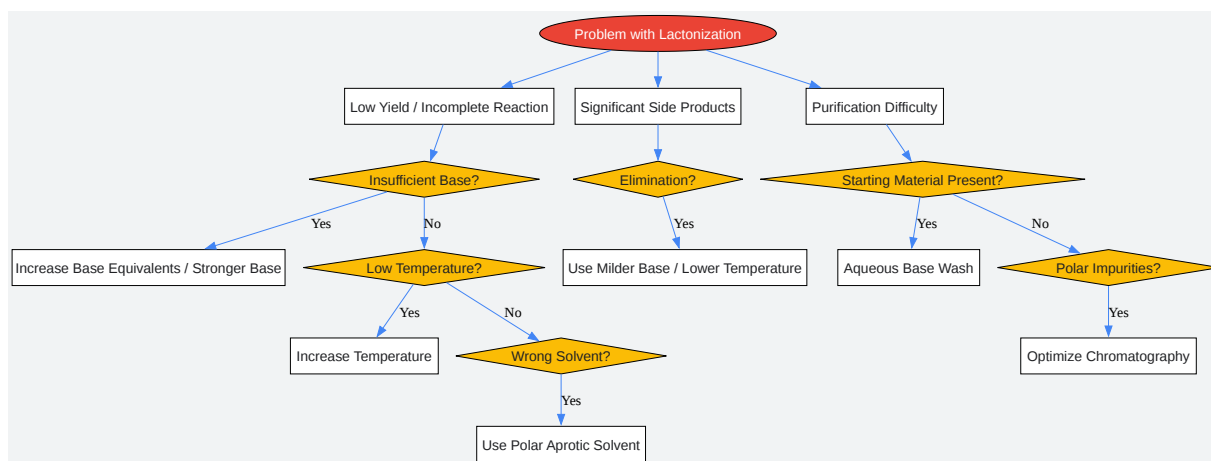 Problem with Lactonization
Low Yield / Incomplete Reaction
Significant Side Products
Purification Difficulty
Insufficient Base?
Elimination?
Starting Material Present?
Yes
No
Yes
Yes
No
Increase Base Equivalents / Stronger Base
Low Temperature?
Use Milder Base / Lower Temperature
Aqueous Base Wash
Polar Impurities?
Yes
No
Yes
Increase Temperature
Wrong Solvent?
Optimize Chromatography
Yes
Use Polar Aprotic Solvent